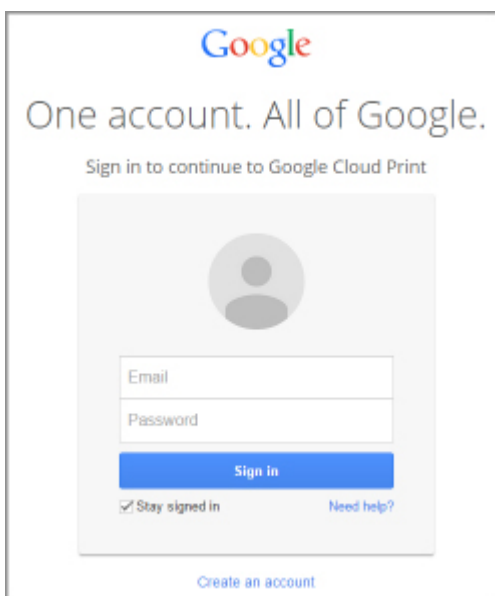 Google
One account. All of Google.
Sign in to continue to Google Cloud Print
Email
Password
Sign in
Stay signed in Need help?
Create an account